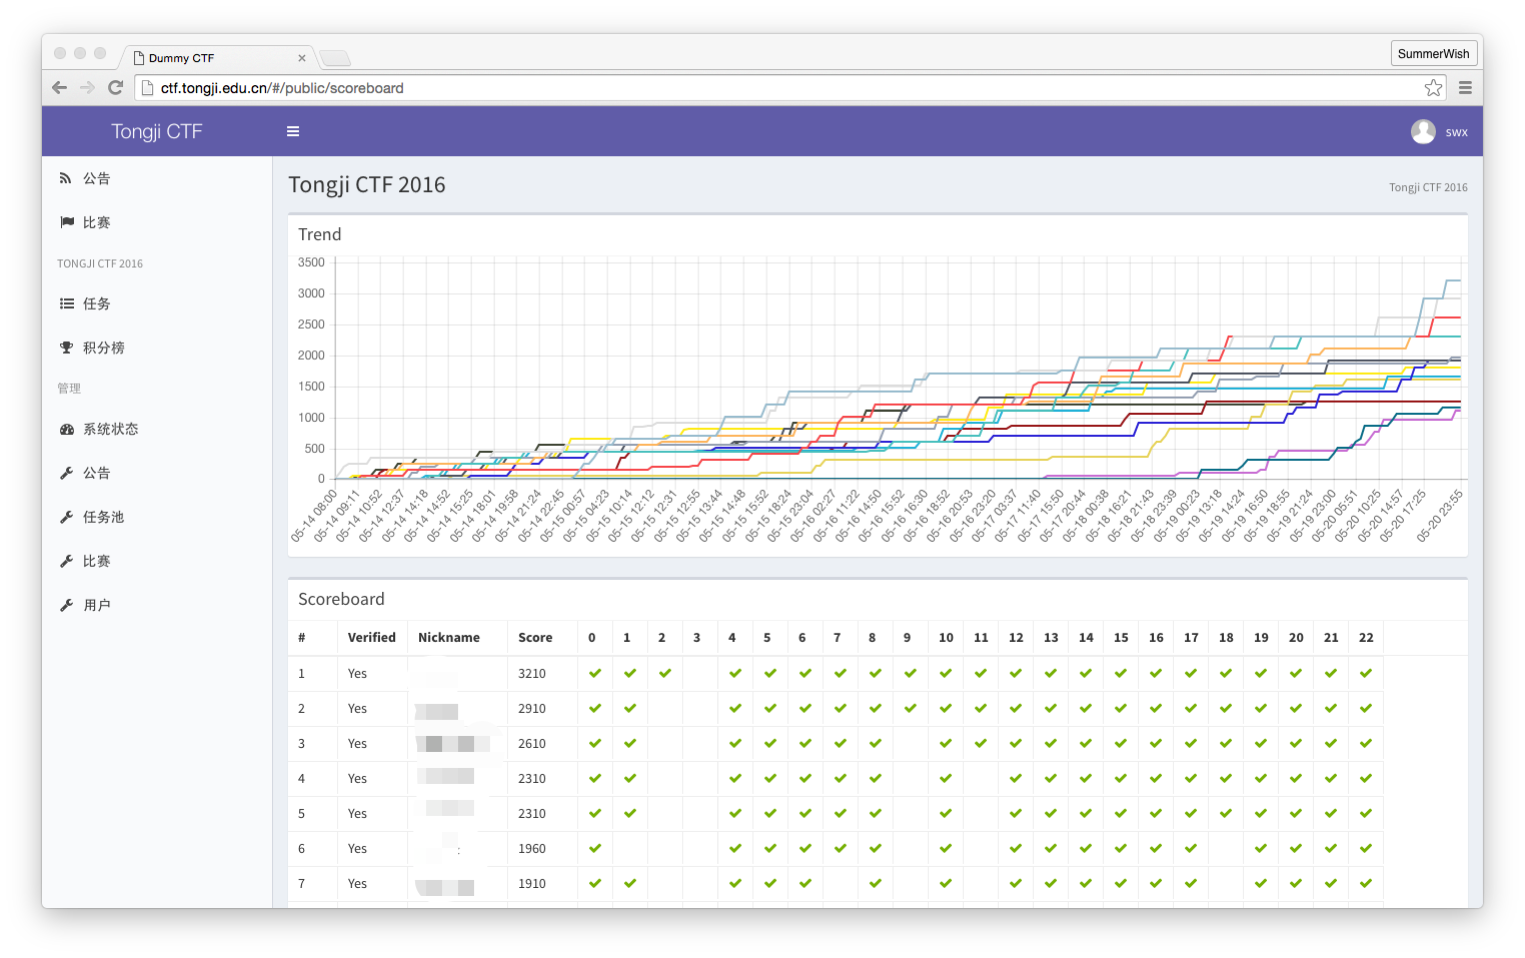 Dummy CTF
SummerWish
ctf.tongji.edu.cn/#/public/scoreboard
Tongji CTF
swx
公告
比赛
TONGJI CTF 2016
任务
积分榜
管理
系统状态
公告
任务池
比赛
用户
Tongji CTF 2016
Tongji CTF 2016
Trend
3500
3000
2500
2000
1500
1000
500
0
05-14 08:00 05-14 09:11 05-14 10:52 05-14 12:37 05-14 14:18 05-14 14:52 05-14 15:25 05-14 18:01 05-14 19:58 05-14 21:24 05-14 22:45 05-15 00:57 05-15 04:23 05-15 10:14 05-15 12:12 05-15 12:31 05-15 12:55 05-15 13:44 05-15 14:48 05-15 15:52 05-15 18:24 05-15 23:04 05-16 02:27 05-16 11:22 05-16 14:50 05-16 15:52 05-16 16:30 05-16 18:52 05-16 20:53 05-16 23:20 05-17 03:37 05-17 11:40 05-17 15:50 05-17 20:44 05-18 00:38 05-18 16:21 05-18 21:43 05-18 23:39 05-19 00:23 05-19 13:18 05-19 14:24 05-19 16:50 05-19 18:55 05-19 21:24 05-19 23:00 05-20 05:51 05-20 10:25 05-20 14:57 05-20 17:25 05-20 23:55
Scoreboard
# Verified Nickname Score 0 1 2 3 4 5 6 7 8 9 10 11 12 13 14 15 16 17 18 19 20 21 22
1 Yes 3210
2 Yes 2910
3 Yes 2610
4 Yes 2310
5 Yes 2310
6 Yes 1960
7 Yes 1910